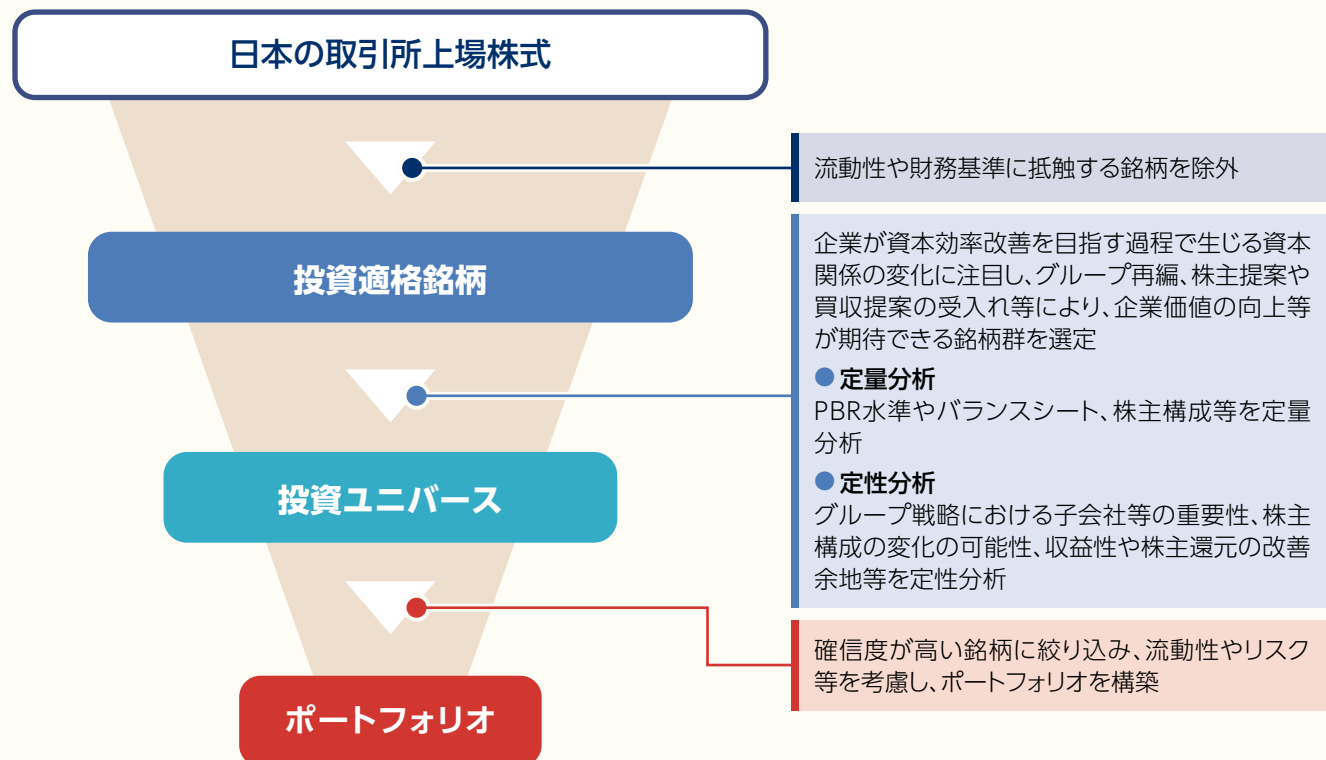 日本の取引所上場株式
流動性や財務基準に抵触する銘柄を除外
投資適格銘柄
企業が資本効率改善を目指す過程で生じる資本
関係の変化に注目し、グループ再編、株主提案や
買収提案の受入れ等により、企業価値の向上等
が期待できる銘柄群を選定
●定量分析
PBR水準やバランスシート、株主構成等を定量
分析
●定性分析
グループ戦略における子会社等の重要性、株主
構成の変化の可能性、収益性や株主還元の改善
余地等を定性分析
投資ユニバース
確信度が高い銘柄に絞り込み、流動性やリスク
等を考慮し、ポートフォリオを構築
ポートフォリオ